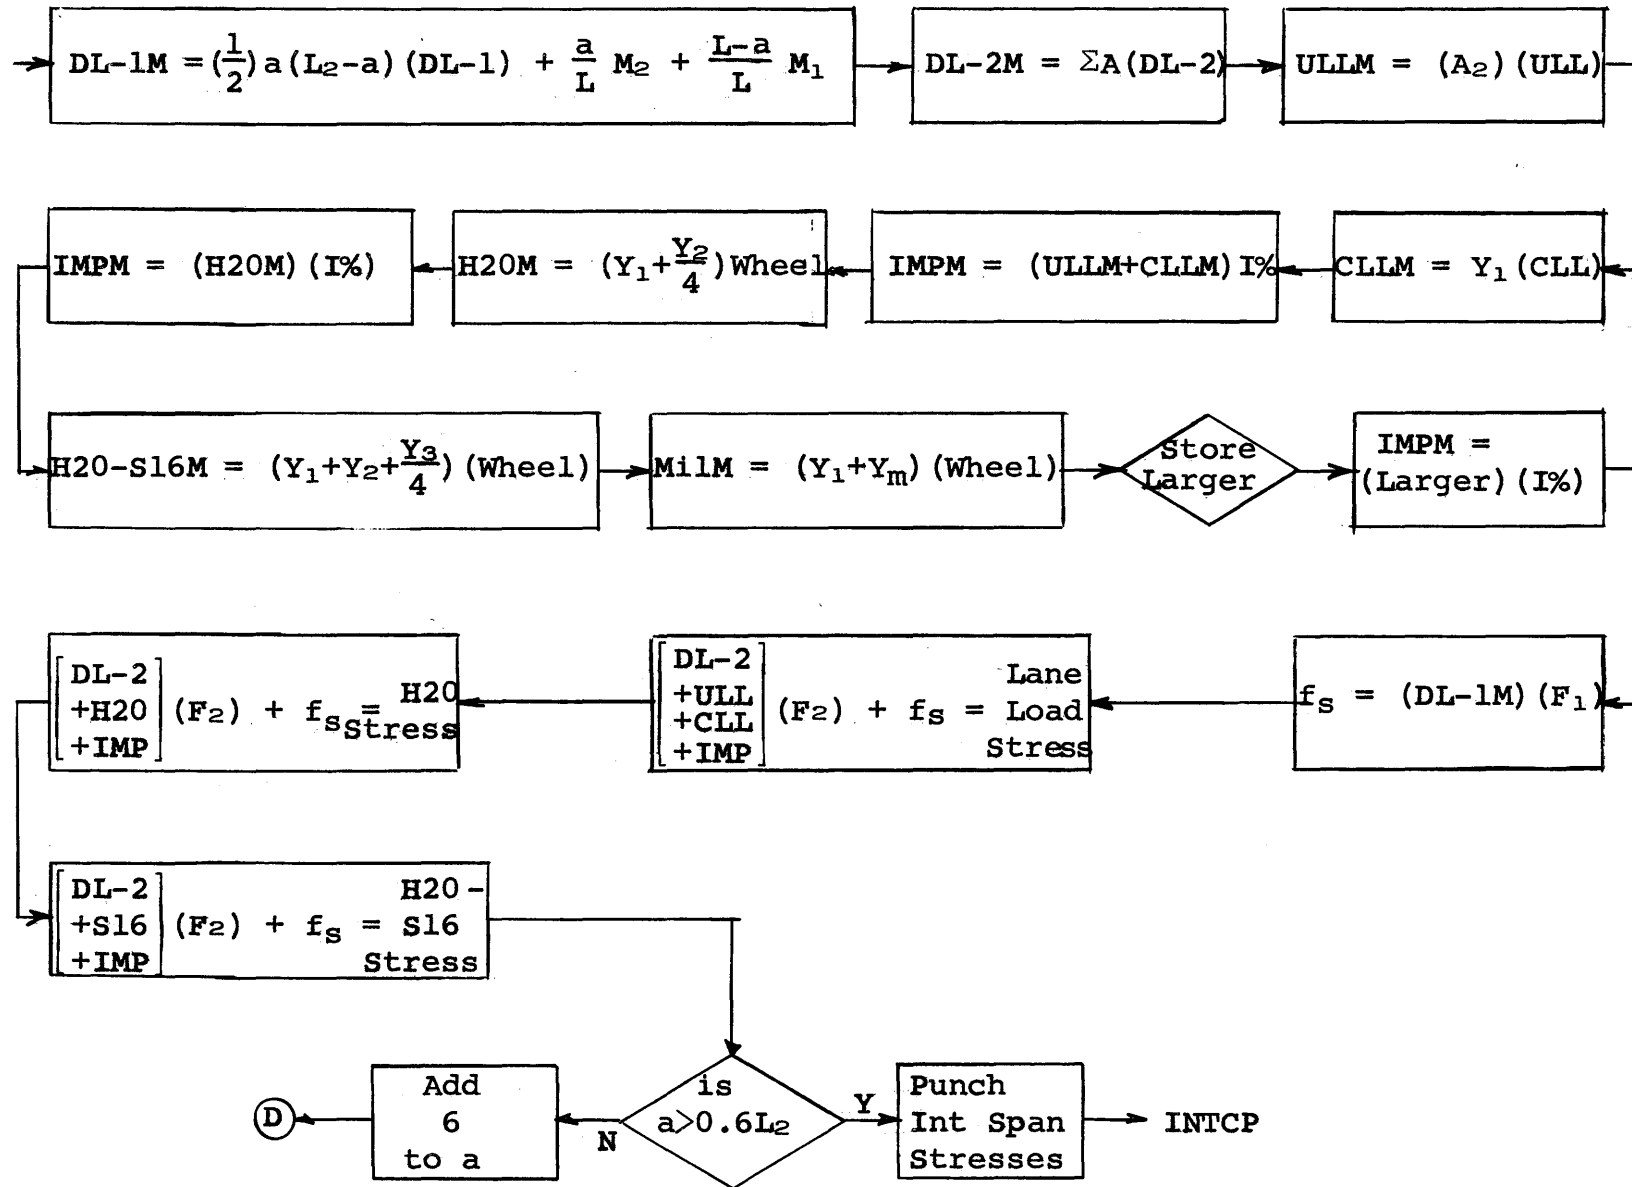 DL-1M = (1/2) a(L₂-a) (DL-1) + a/L M₂ + L-a/L M₁
DL-2M = ΣA(DL-2)
ULLM = (A₂) (ULL)
CLLM = Y₁ (CLL)
IMPM = (ULLM+CLLM) I%
H20M = (Y₁+Y₂/4) Wheel
IMPM = (H20M) (I%)
H20-S16M = (Y₁+Y₂+Y₃/4) (Wheel)
MilM = (Y₁+Yₘ) (Wheel)
Store
Larger
IMPM =
(Larger) (I%)
fₛ = (DL-1M) (F₁)
[DL-2
+ULL
+CLL
+IMP] (F₂) + fₛ = Lane
Load
Stress
[DL-2
+H20
+IMP] (F₂) + fₛ = H20
Stress
[DL-2
+S16
+IMP] (F₂) + fₛ = H20-
S16
Stress
is
a>0.6L₂
Y
Punch
Int Span
Stresses
INTCP
N
Add
6
to a
D